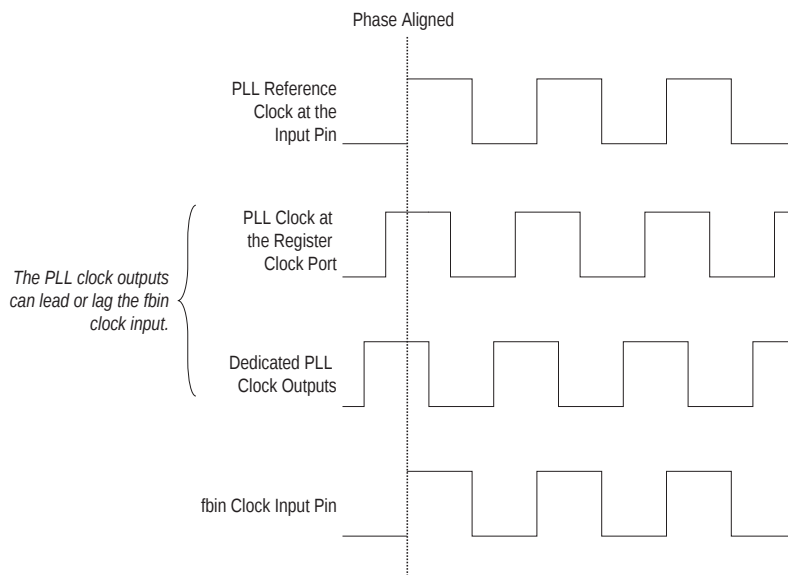 Phase Aligned
PLL Reference
Clock at the
Input Pin
PLL Clock at
the Register
Clock Port
The PLL clock outputs
can lead or lag the fbin
clock input.
Dedicated PLL
Clock Outputs
fbin Clock Input Pin